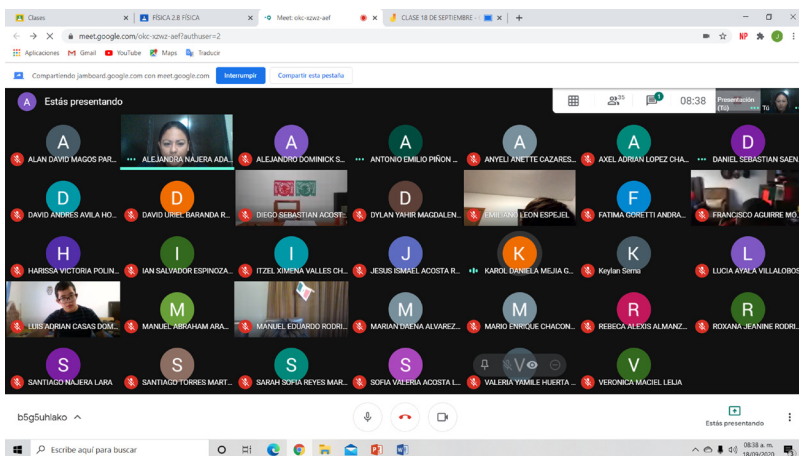 Clases
FÍSICA 2.B FÍSICA
Meet: okc-xzwz-aef
CLASE 18 DE SEPTIEMBRE -
meet.google.com/okc-xzwz-aef?authuser=2
NP
J
Aplicaciones
Gmail
YouTube
Maps
Traducir
Compartiendo jamboard.google.com con meet.google.com
Interrumpir
Compartir esta pestaña
A Estás presentando
35
1
08:38
Presentación
(Tú)
Tú
A
A
A
A
A
D
ALAN DAVID MAGOS PAR...
ALEJANDRA NÁJERA ADA...
ALEJANDRO DOMINICK S...
ANTONIO EMILIO PIÑON ...
ANYELI ANETTE CAZARES...
AXEL ADRIAN LOPEZ CHA...
DANIEL SEBASTIAN SAEN...
D
D
D
F
DAVID ANDRES AVILA HO...
DAVID URIEL BARANDA R...
DIEGO SEBASTIAN ACOST...
DYLAN YAHIR MAGDALEN...
EMILIANO LEON ESPEJEL
FATIMA GORETTI ANDRA...
FRANCISCO AGUIRRE MO...
H
I
I
J
K
K
L
HARISSA VICTORIA POLIN...
IAN SALVADOR ESPINOZA...
ITZEL XIMENA VALLES CH...
JESUS ISMAEL ACOSTA R...
KAROL DANIELA MEJIA G...
Keylan Serna
LUCIA AYALA VILLALOBOS
M
M
M
R
R
LUIS ADRIAN CASAS DOM...
MANUEL ABRAHAM ARA...
MANUEL EDUARDO RODRI...
MARIAN DAENA ALVAREZ...
MARIO ENRIQUE CHACON...
REBECA ALEXIS ALMANZ...
ROXANA JEANINE RODRI...
S
S
S
S
V
V
SANTIAGO NAJERA LARA
SANTIAGO TORRES MART...
SARAH SOFIA REYES MAR...
SOFIA VALERIA ACOSTA L...
VALERIA YAMILE HUERTA ...
VERONICA MACIEL LEIJA
b5g5uhlako
Estás presentando
Escribe aquí para buscar
08:38 a. m.
18/09/2020